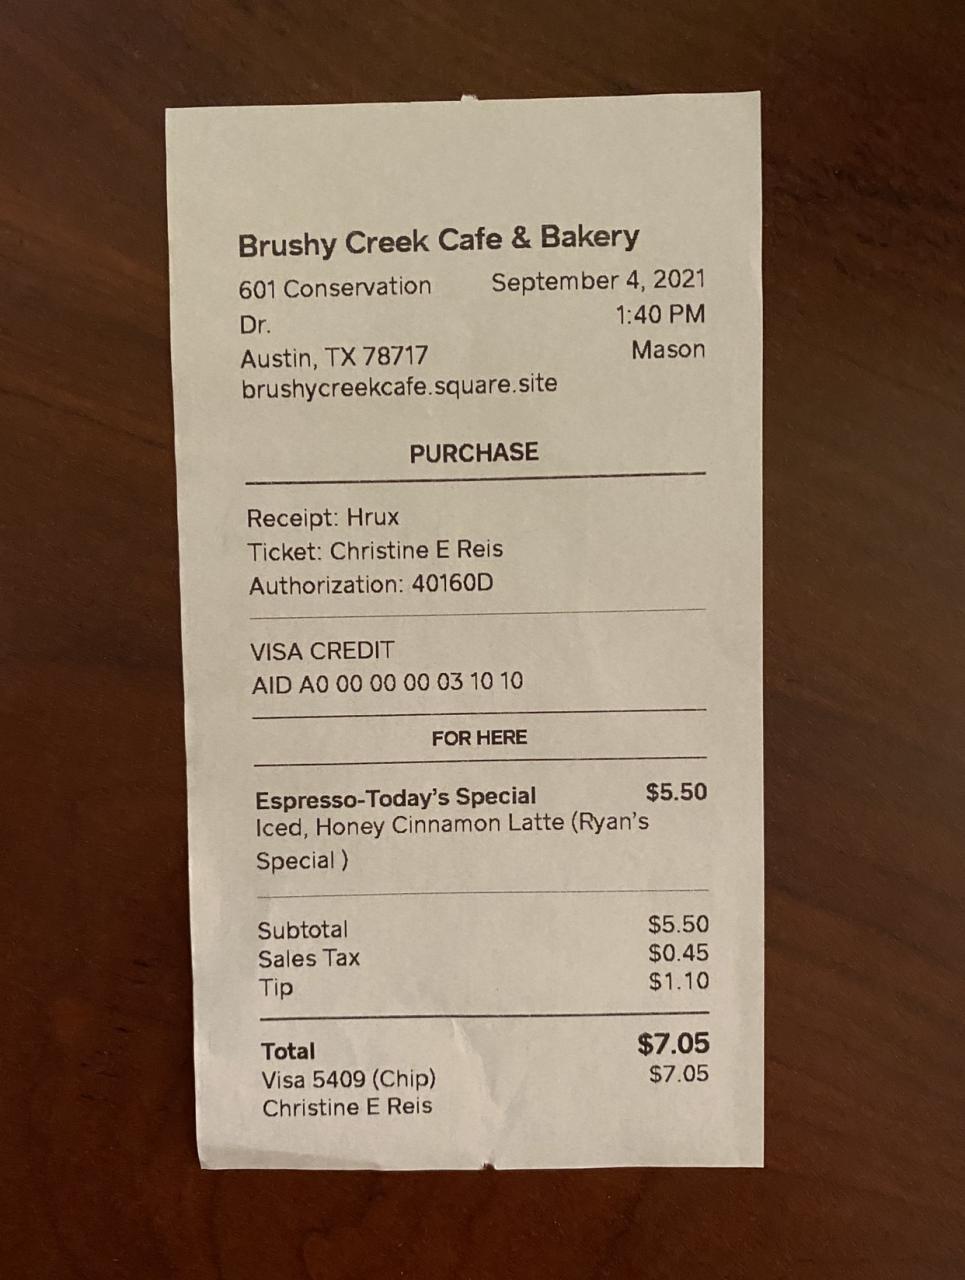 Brushy Creek Cafe & Bakery
601 Conservation September 4, 2021
Dr. 1:40 PM
Austin, TX 78717 Mason
brushycreekcafe.square.site
PURCHASE
Receipt: Hrux
Ticket: Christine E Reis
Authorization: 40160D
VISA CREDIT
AID A0 00 00 00 03 10 10
FOR HERE
Espresso-Today's Special $5.50
Iced, Honey Cinnamon Latte (Ryan's
Special )
Subtotal $5.50
Sales Tax $0.45
Tip $1.10
Total $7.05
Visa 5409 (Chip) $7.05
Christine E Reis